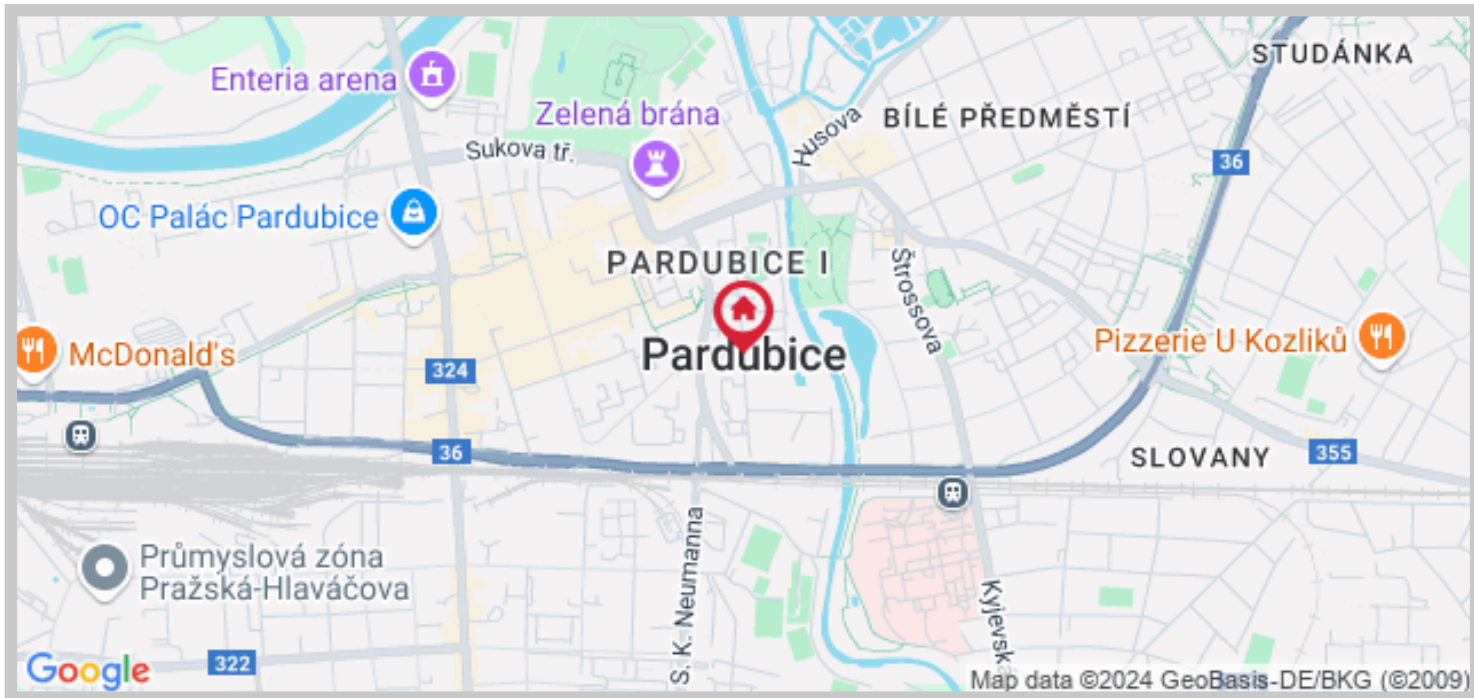 STUDÁNKA
Enteria arena
Zelená brána
BÍLÉ PŘEDMĚSTÍ
Husova
Sukova tř.
36
OC Palác Pardubice
PARDUBICE I
Štrossova
Pardubice
Pizzerie U Kozlíků
McDonald's
324
36
SLOVANY
355
Průmyslová zóna
Pražská-Hlaváčova
S. K. Neumanna
Kyjevská
Google
322
Map data ©2024 GeoBasis-DE/BKG (©2009)